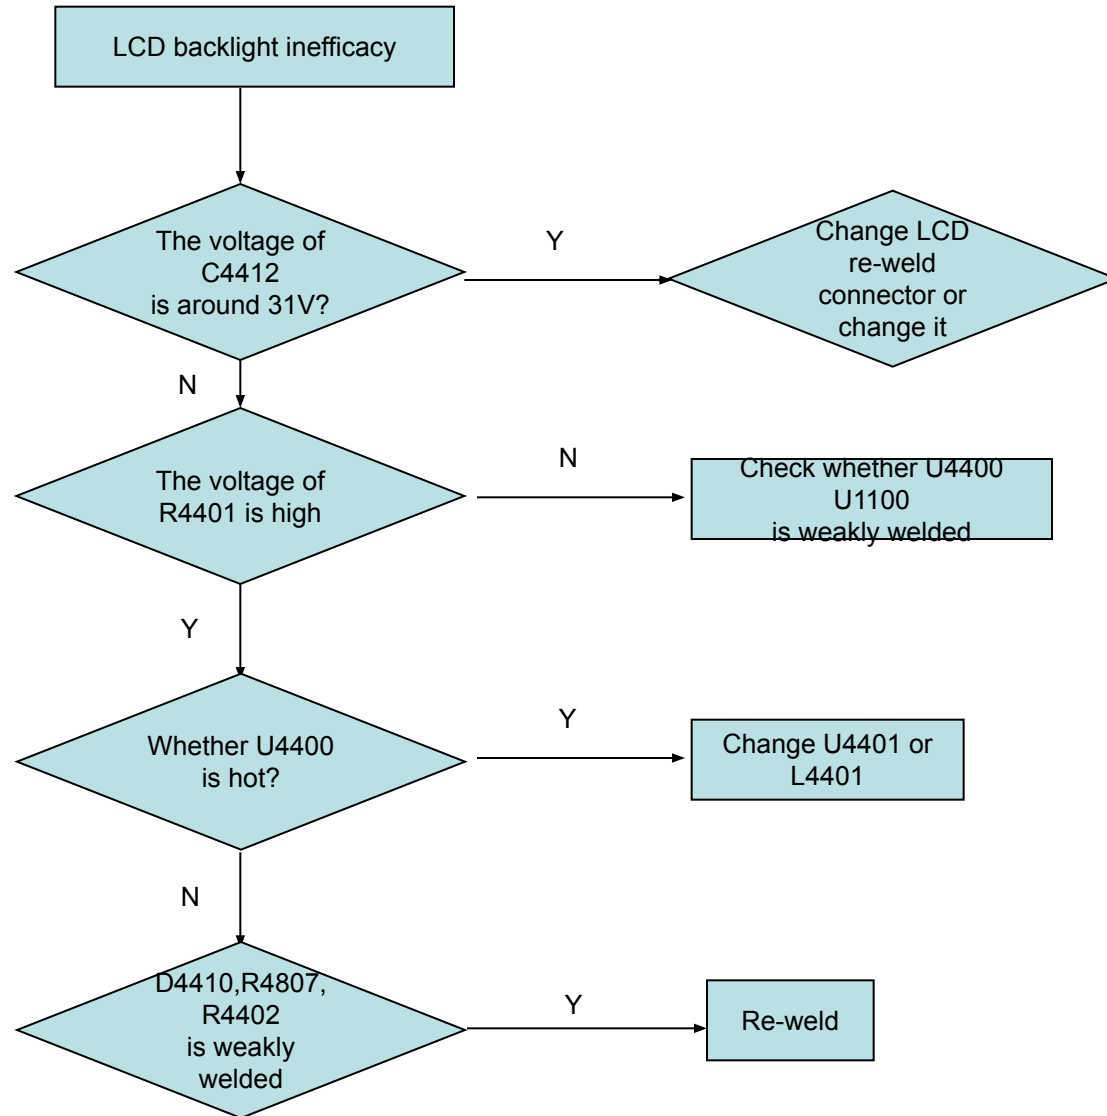 LCD backlight inefficacy
The voltage of
C4412
is around 31V?
Y
Change LCD
re-weld
connector or
change it
N
The voltage of
R4401 is high
N
Check whether U4400
U1100
is weakly welded
Y
Whether U4400
is hot?
Y
Change U4401 or
L4401
N
D4410,R4807,
R4402
is weakly
welded
Y
Re-weld